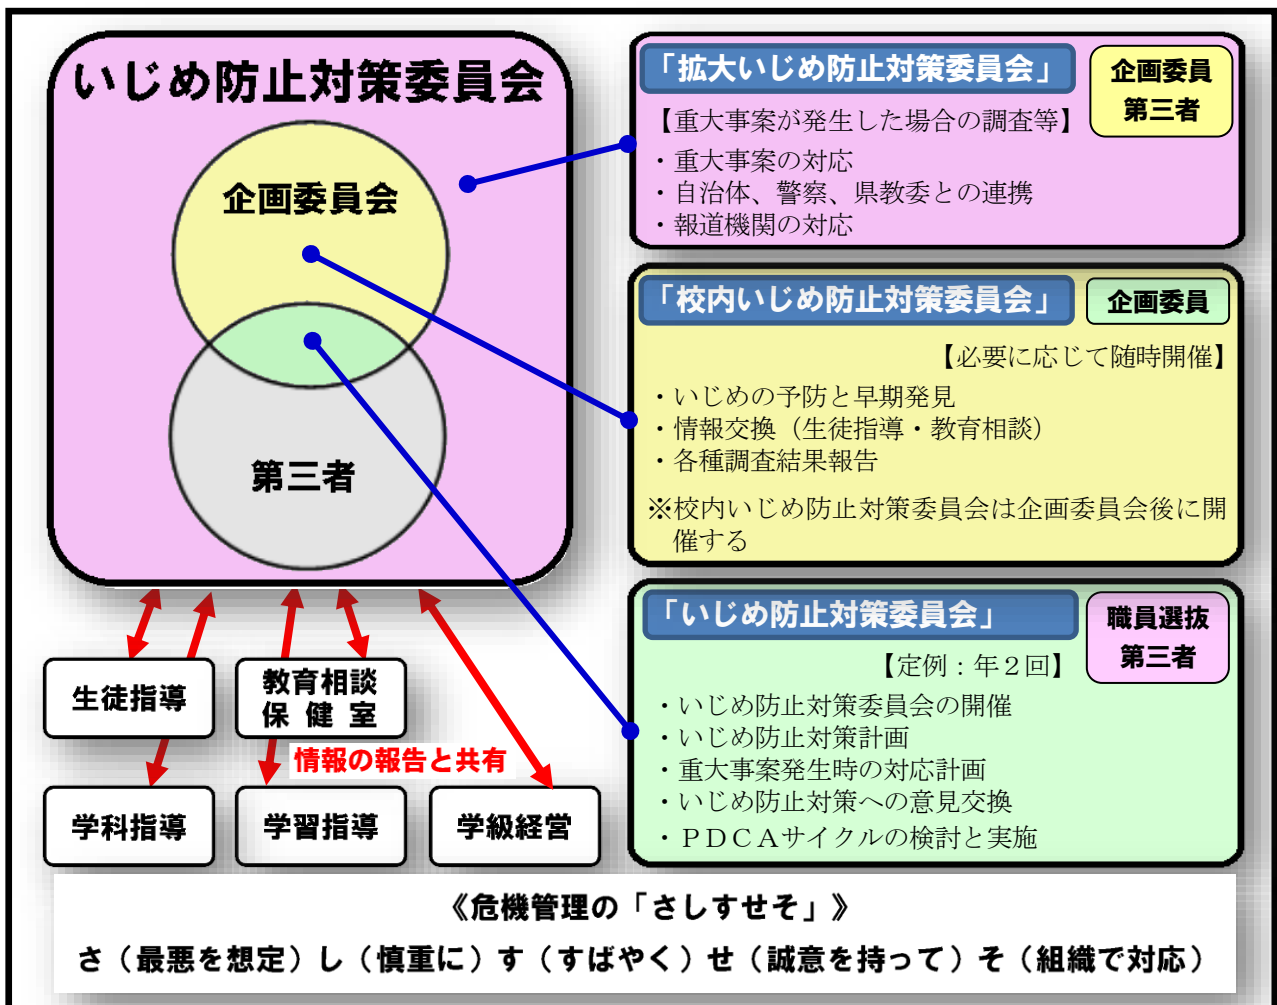 いじめ防止対策委員会
企画委員会
第三者
「拡大いじめ防止対策委員会」
企画委員
第三者
【重大事案が発生した場合の調査等】
・重大事案の対応
・自治体、警察、県教委との連携
・報道機関の対応
「校内いじめ防止対策委員会」
企画委員
【必要に応じて随時開催】
・いじめの予防と早期発見
・情報交換（生徒指導・教育相談）
・各種調査結果報告
※校内いじめ防止対策委員会は企画委員会後に開
催する
「いじめ防止対策委員会」
職員選抜
第三者
【定例：年２回】
・いじめ防止対策委員会の開催
・いじめ防止対策計画
・重大事案発生時の対応計画
・いじめ防止対策への意見交換
・ＰＤＣＡサイクルの検討と実施
生徒指導
教育相談
保健室
情報の報告と共有
学科指導
学習指導
学級経営
《危機管理の「さしすせそ」》
さ（最悪を想定）し（慎重に）す（すばやく）せ（誠意を持って）そ（組織で対応）